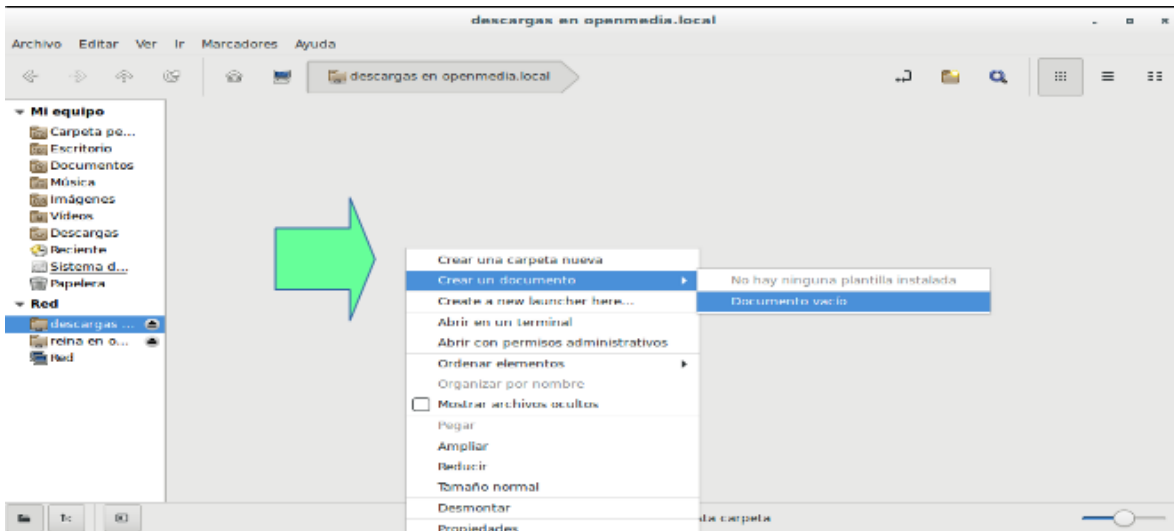 descargas en openmedia.local
Archivo Editar Ver Ir Marcadores Ayuda
descargas en openmedia.local
Mi equipo
Carpeta pe...
Escritorio
Documentos
Música
Imágenes
Vídeos
Descargas
Reciente
Sistema d...
Papelera
Red
descargas ...
reina en o...
Red
Crear una carpeta nueva
Crear un documento
Create a new launcher here...
Abrir en un terminal
Abrir con permisos administrativos
Ordenar elementos
Organizar por nombre
Mostrar archivos ocultos
Pegar
Ampliar
Reducir
Tamaño normal
Desmontar
Propiedades
No hay ninguna plantilla instalada
Documento vacío
carpeta